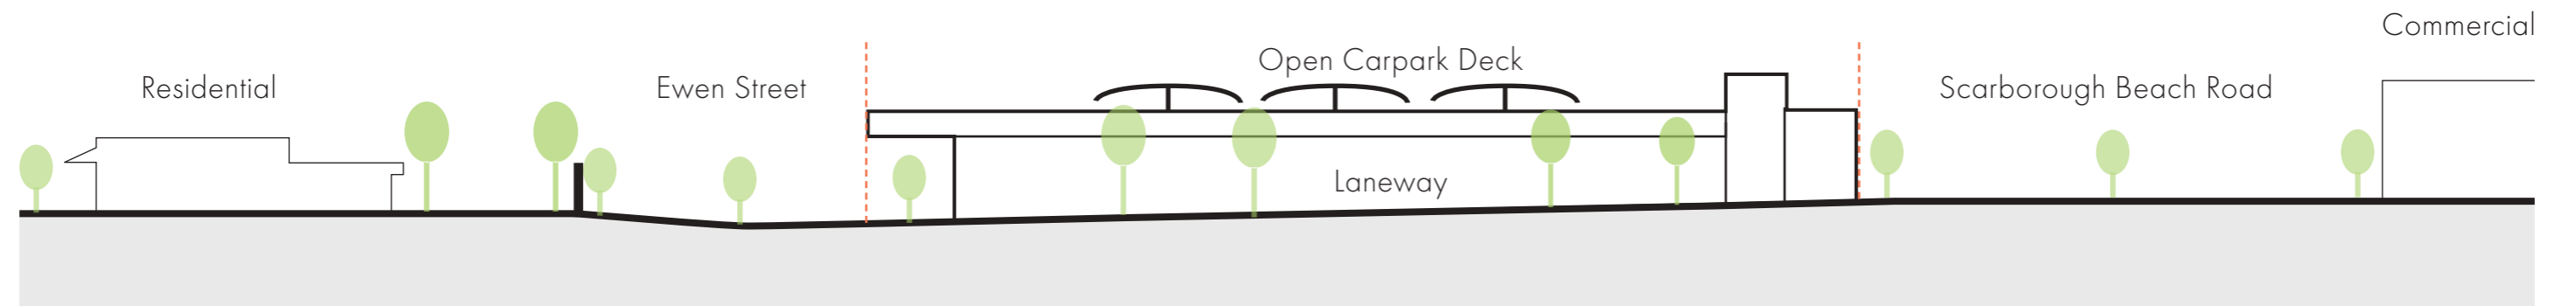 Residential
Ewen Street
Open Carpark Deck
Laneway
Scarborough Beach Road
Commercial